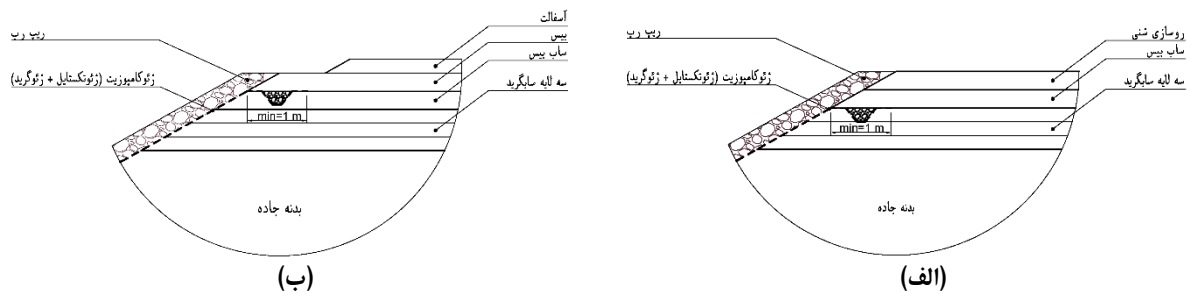 روسازی شنی
ساب بیس
سه لایه سابگرید
ریپ رپ
ژئوکامپوزیت (ژئوتکستایل + ژئوگرید)
min=1 m
بدنه جاده
(الف)
آسفالت
بیس
ساب بیس
سه لایه سابگرید
ریپ رپ
ژئوکامپوزیت (ژئوتکستایل + ژئوگرید)
min=1 m
بدنه جاده
(ب)